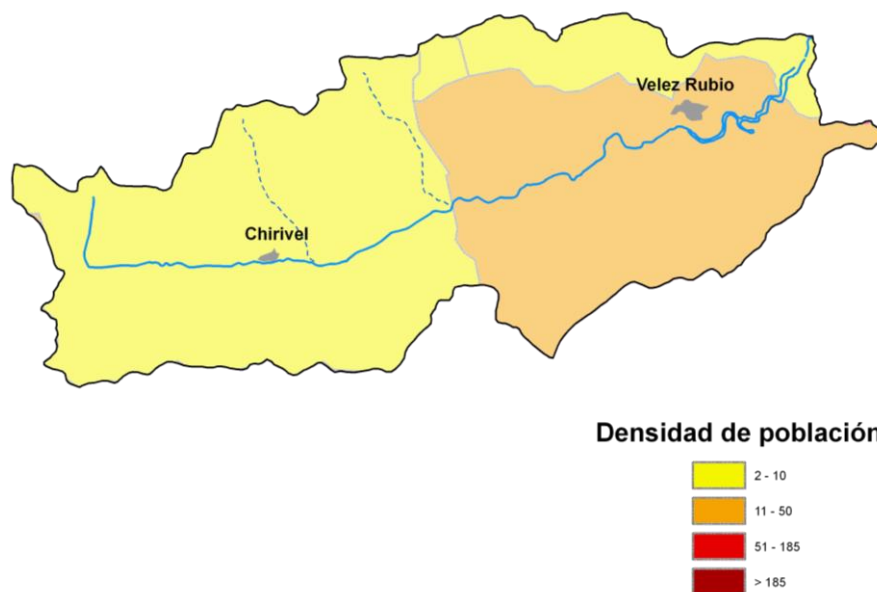 Velez Rubio
Chirivel
Densidad de población
2 - 10
11 - 50
51 - 185
> 185